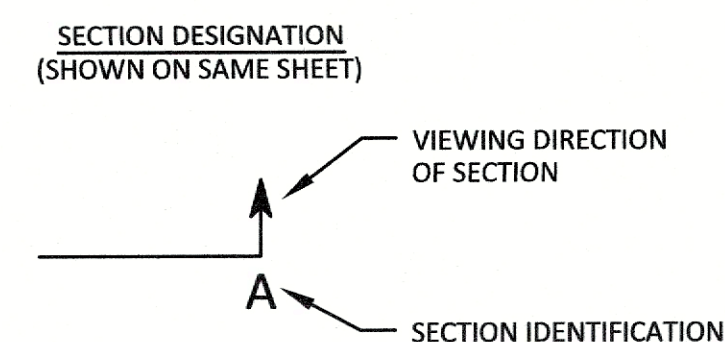 SECTION DESIGNATION
(SHOWN ON SAME SHEET)
VIEWING DIRECTION
OF SECTION
A
SECTION IDENTIFICATION